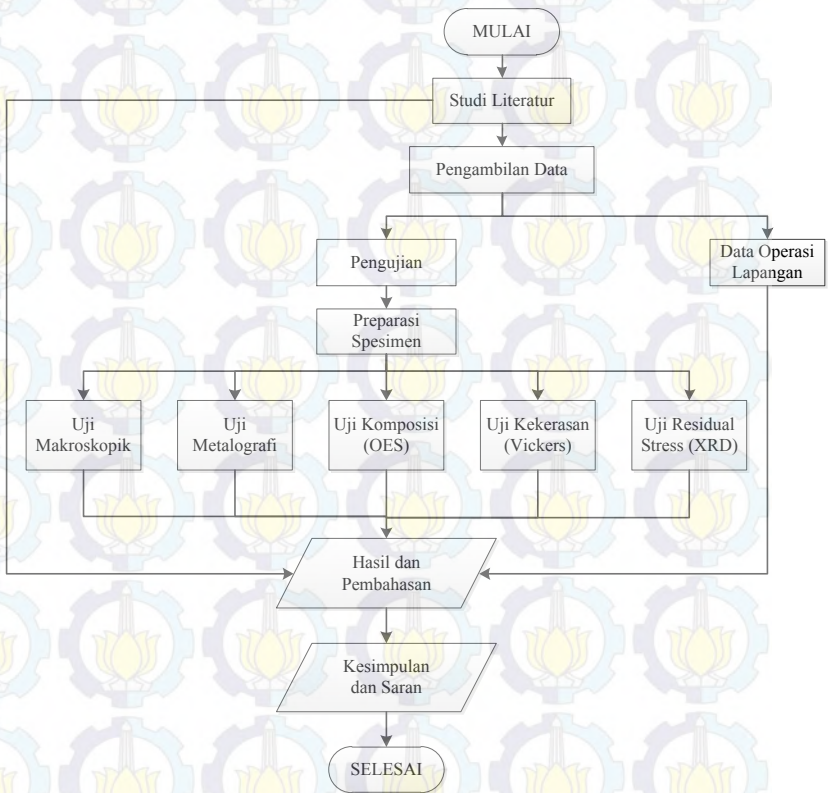 MULAI
Studi Literatur
Pengambilan Data
Pengujian
Data Operasi
Lapangan
Preparasi
Spesimen
Uji
Makroskopik
Uji
Metalografi
Uji Komposisi
(OES)
Uji Kekerasan
(Vickers)
Uji Residual
Stress (XRD)
Hasil dan
Pembahasan
Kesimpulan
dan Saran
SELESAI